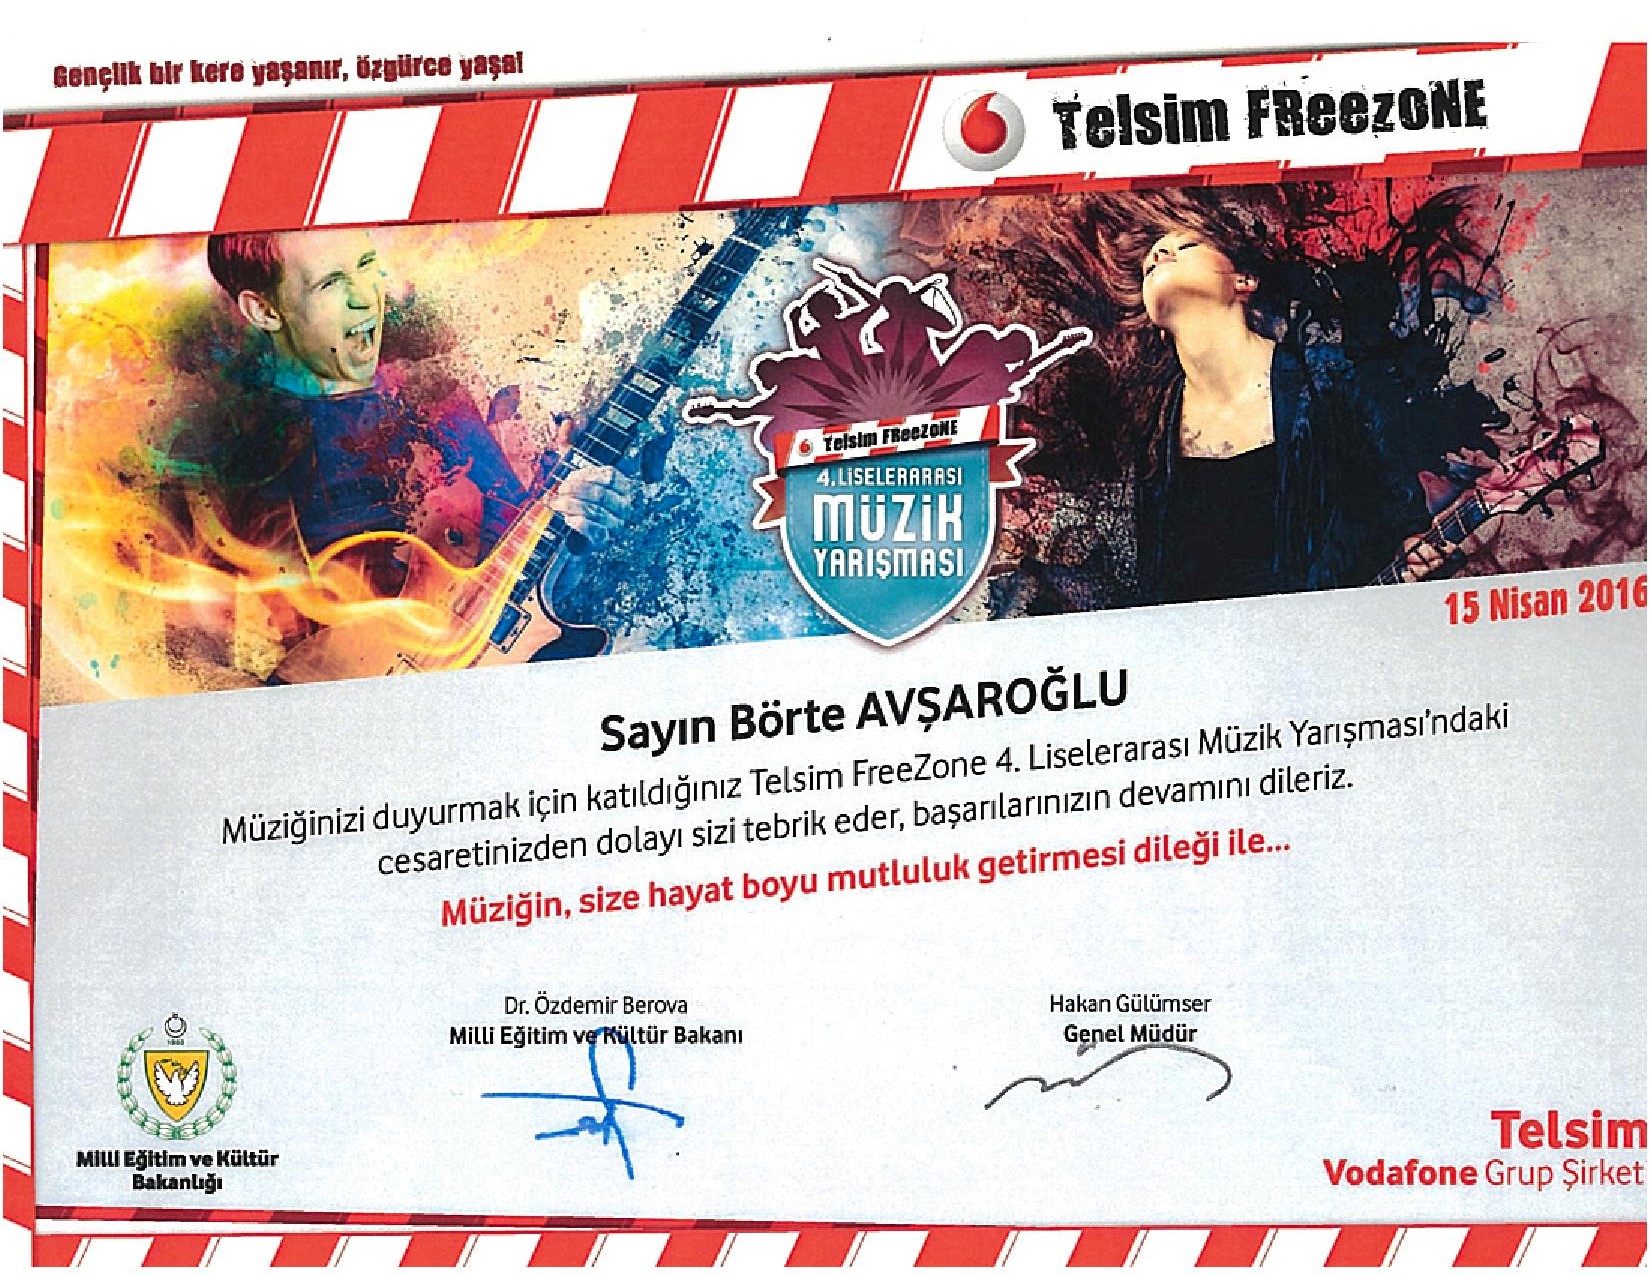 Gençlik bir kere yaşanır, özgürce yaşa!
Telsim FReezoNE
Telsim FReeZoNE
4.LİSELERARASI
MÜZİK
YARIŞMASI
15 Nisan 2016
Sayın Börte AVŞAROĞLU
Müziğinizi duyurmak için katıldığınız Telsim FreeZone 4. Liselerarası Müzik Yarışması'ndaki
cesaretinizden dolayı sizi tebrik eder, başarılarınızın devamını dileriz.
Müziğin, size hayat boyu mutluluk getirmesi dileği ile...
Dr. Özdemir Berova
Milli Eğitim ve Kültür Bakanı
Hakan Gülümser
Genel Müdür
Milli Eğitim ve Kültür
Bakanlığı
Telsim
Vodafone Grup Şirket